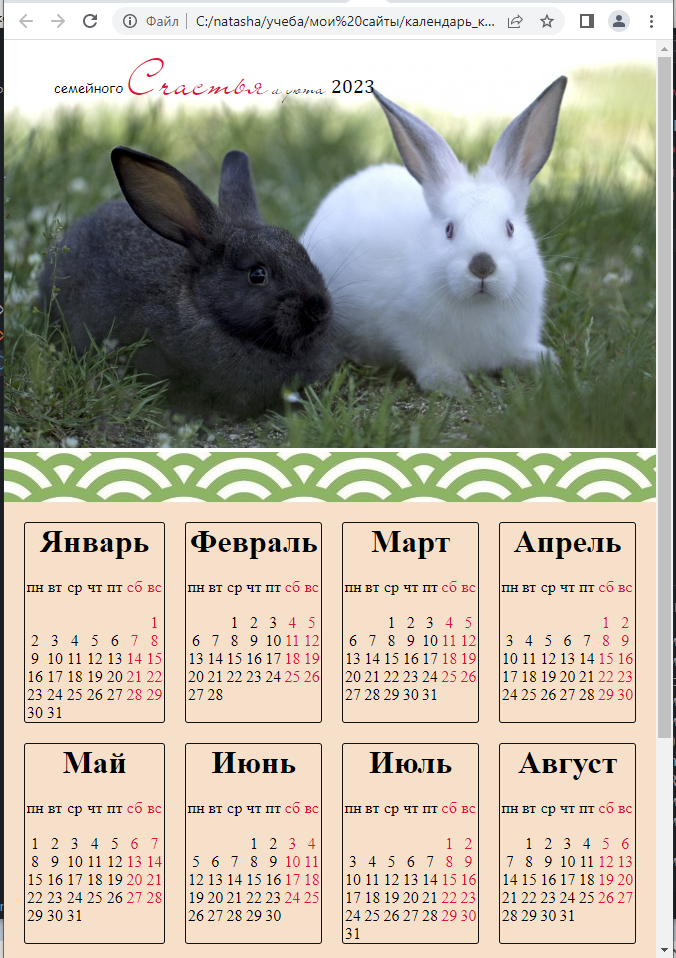 Файл | C:/natasha/учеба/мои%20сайты/календарь_к...
семейного Счастья и уюта 2023
Январь Февраль Март Апрель
пн вт ср чт пт сб вс пн вт ср чт пт сб вс пн вт ср чт пт сб вс пн вт ср чт пт сб вс
1 1 2 3 4 5 1 2 3 4 5 1 2
2 3 4 5 6 7 8 6 7 8 9 10 11 12 6 7 8 9 10 11 12 3 4 5 6 7 8 9
9 10 11 12 13 14 15 13 14 15 16 17 18 19 13 14 15 16 17 18 19 10 11 12 13 14 15 16
16 17 18 19 20 21 22 20 21 22 23 24 25 26 20 21 22 23 24 25 26 17 18 19 20 21 22 23
23 24 25 26 27 28 29 27 28 27 28 29 30 31 24 25 26 27 28 29 30
30 31
Май Июнь Июль Август
пн вт ср чт пт сб вс пн вт ср чт пт сб вс пн вт ср чт пт сб вс пн вт ср чт пт сб вс
1 2 3 4 5 6 7 1 2 3 4 1 2 1 2 3 4 5 6
8 9 10 11 12 13 14 5 6 7 8 9 10 11 3 4 5 6 7 8 9 7 8 9 10 11 12 13
15 16 17 18 19 20 21 12 13 14 15 16 17 18 10 11 12 13 14 15 16 14 15 16 17 18 19 20
22 23 24 25 26 27 28 19 20 21 22 23 24 25 17 18 19 20 21 22 23 21 22 23 24 25 26 27
29 30 31 26 27 28 29 30 24 25 26 27 28 29 30 28 29 30 31
31